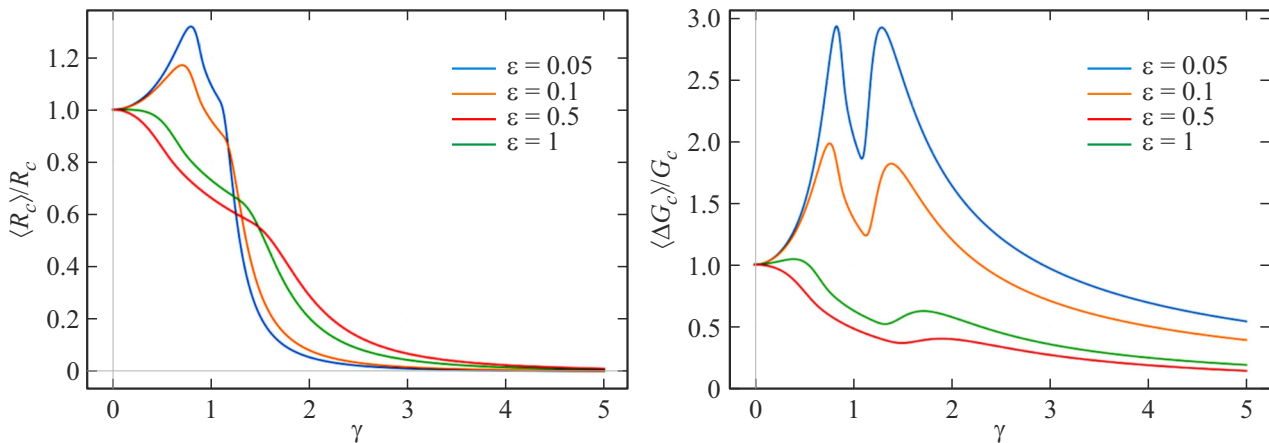 ⟨R_c⟩/R_c
1.2
1.0
0.8
0.6
0.4
0.2
0
0 1 2 3 4 5
γ
ε = 0.05
ε = 0.1
ε = 0.5
ε = 1
⟨ΔG_c⟩/G_c
3.0
2.5
2.0
1.5
1.0
0.5
0
0 1 2 3 4 5
γ
ε = 0.05
ε = 0.1
ε = 0.5
ε = 1